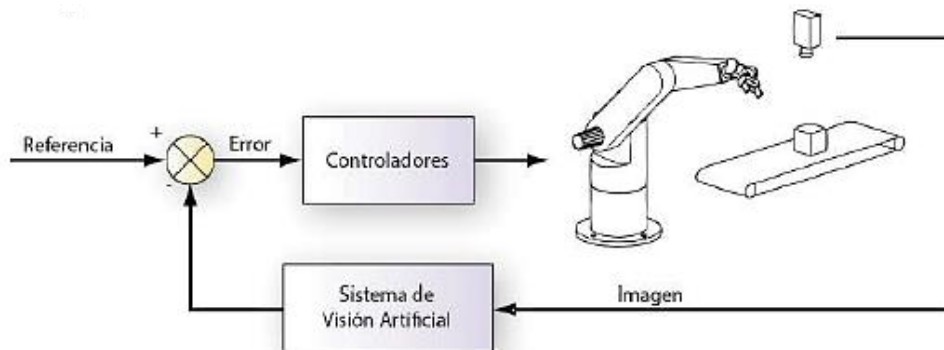 +
Referencia
Error
Controladores
-
Sistema de
Visión Artificial
Imagen